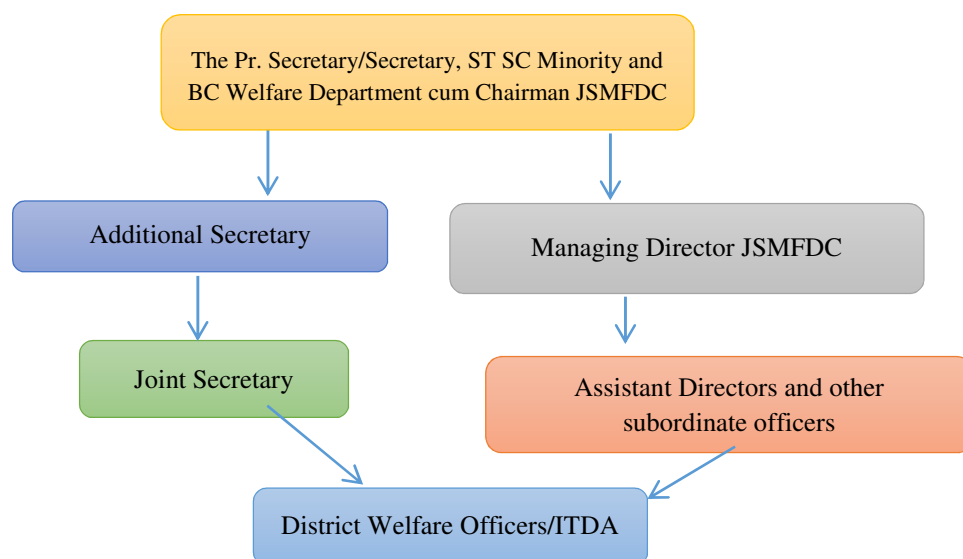 The Pr. Secretary/Secretary, ST SC Minority and
BC Welfare Department cum Chairman JSMFDC
Additional Secretary
Managing Director JSMFDC
Joint Secretary
Assistant Directors and other
subordinate officers
District Welfare Officers/ITDA